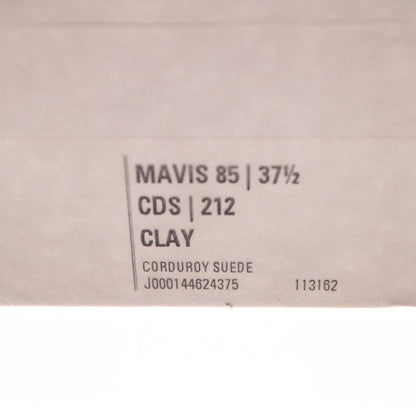 MAVIS 85 | 37½
CDS | 212
CLAY
CORDUROY SUEDE
J000144624375 113162